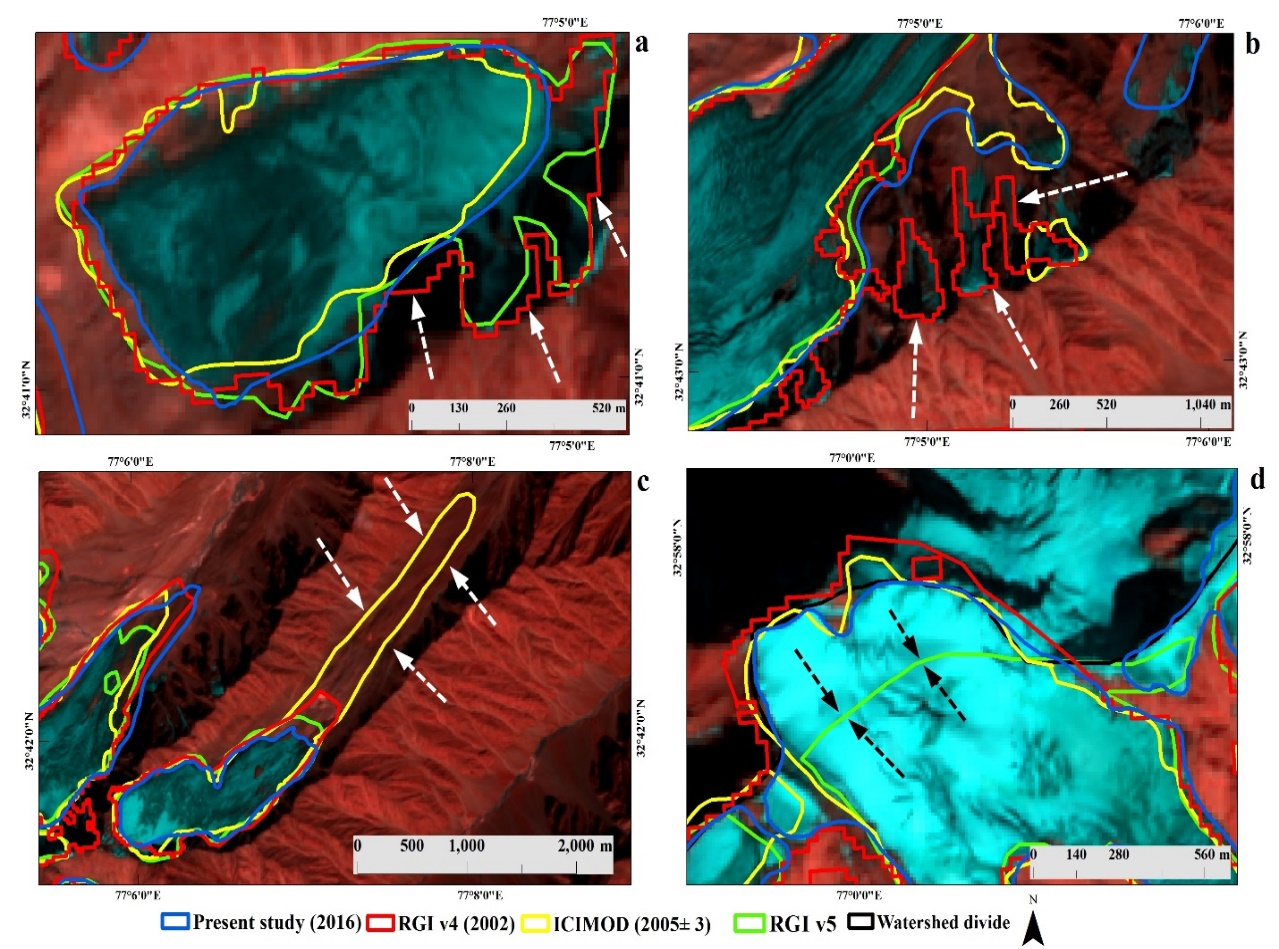 77°5'0"E
a
32°41'0"N
32°41'0"N
0 130 260 520 m
77°5'0"E
77°5'0"E 77°6'0"E
b
32°43'0"N
32°43'0"N
0 260 520 1,040 m
77°5'0"E 77°6'0"E
77°6'0"E 77°8'0"E
c
32°42'0"N
32°42'0"N
0 500 1,000 2,000 m
77°6'0"E 77°8'0"E
77°0'0"E
d
32°58'0"N
32°58'0"N
0 140 280 560 m
77°0'0"E
N
Present study (2016) RGI v4 (2002) ICIMOD (2005± 3) RGI v5 Watershed divide